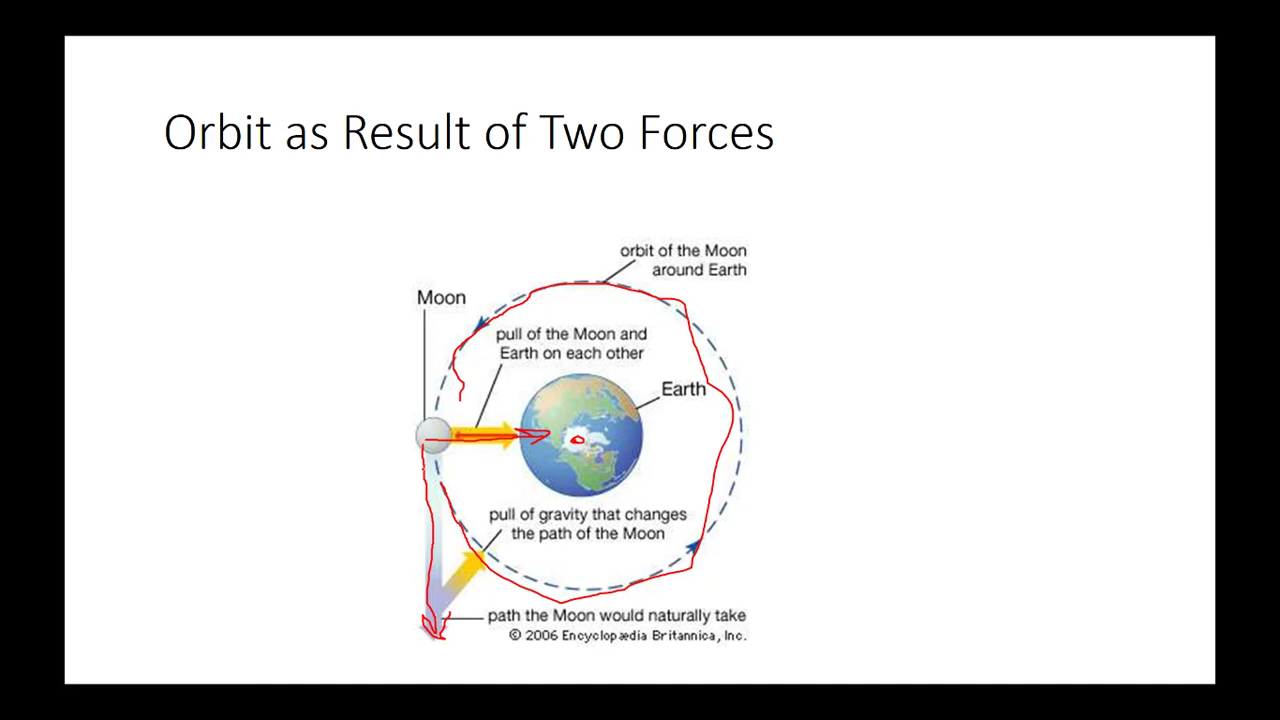 Orbit as Result of Two Forces
orbit of the Moon
around Earth
Moon
pull of the Moon and
Earth on each other
Earth
pull of gravity that changes
the path of the Moon
path the Moon would naturally take
© 2006 Encyclopædia Britannica, Inc.